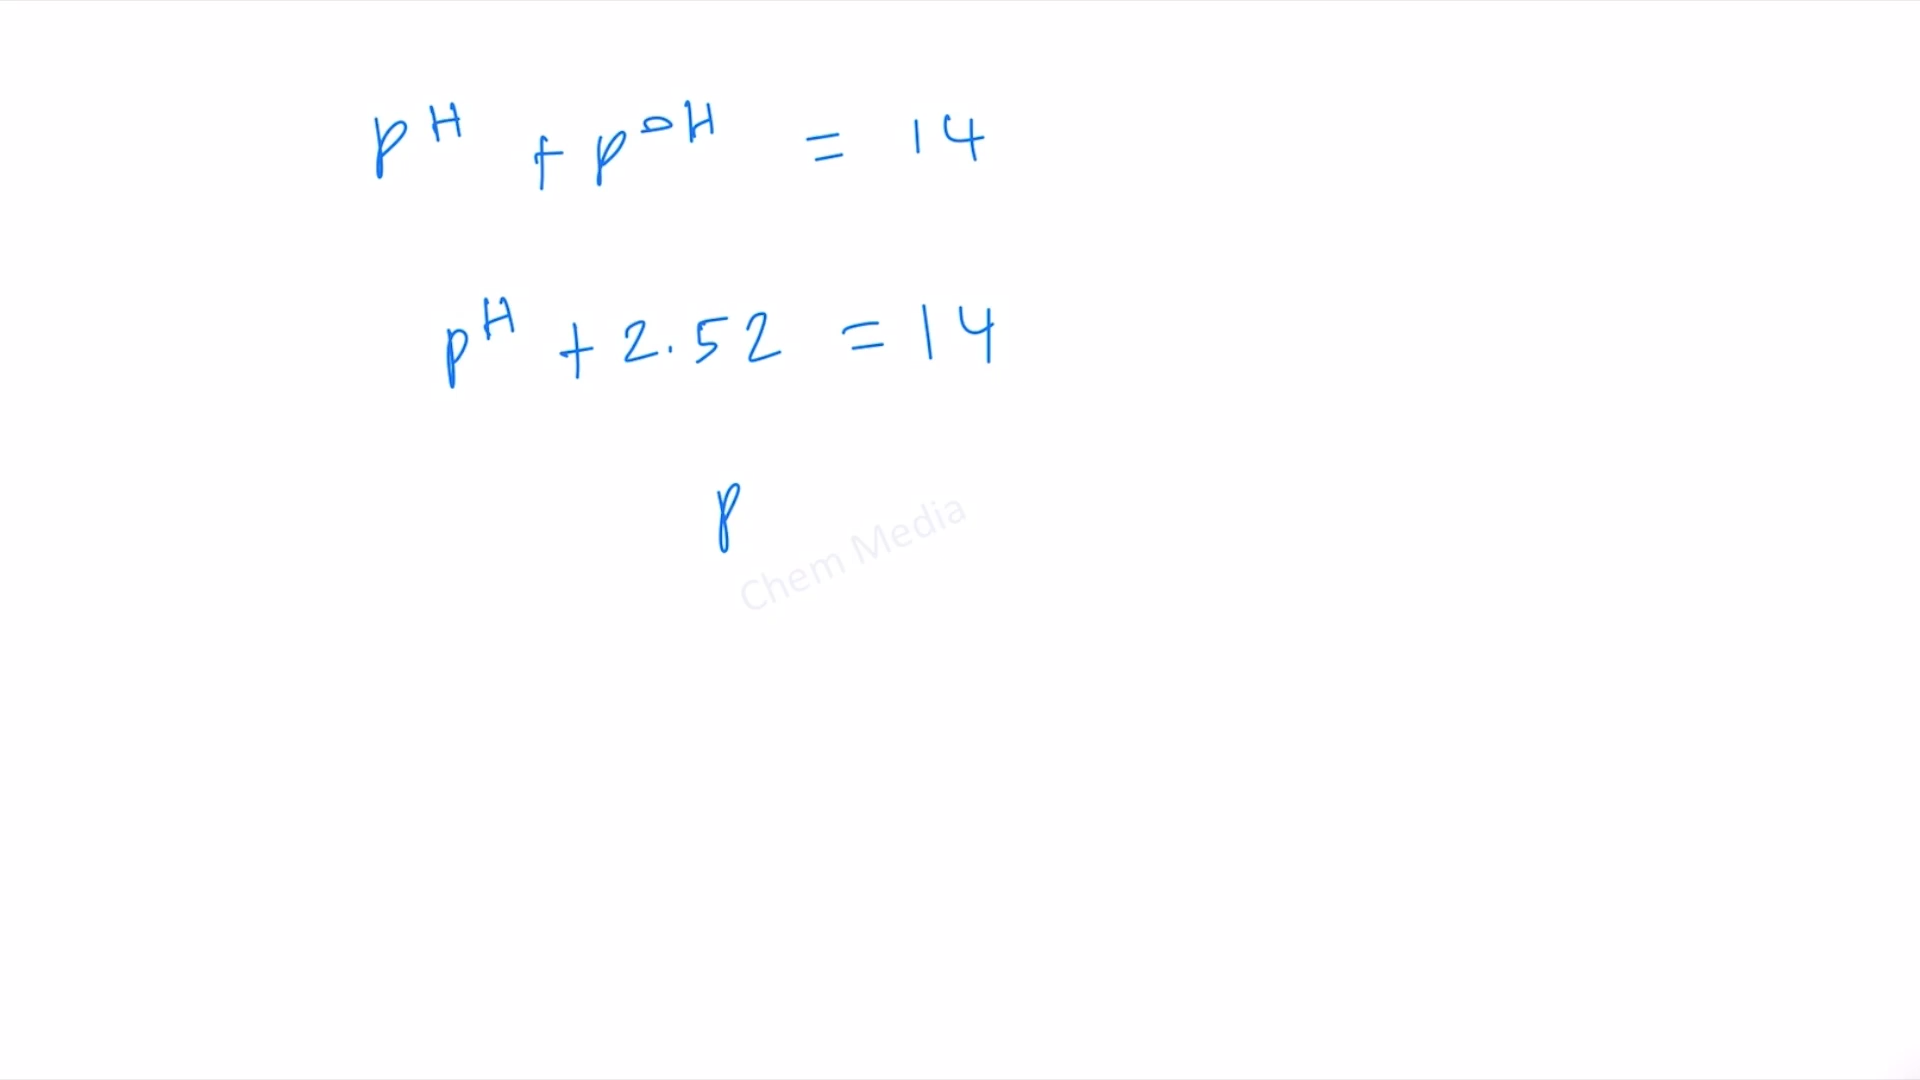 pH + pOH = 14
pH + 2.52 = 14
p
Chem Media